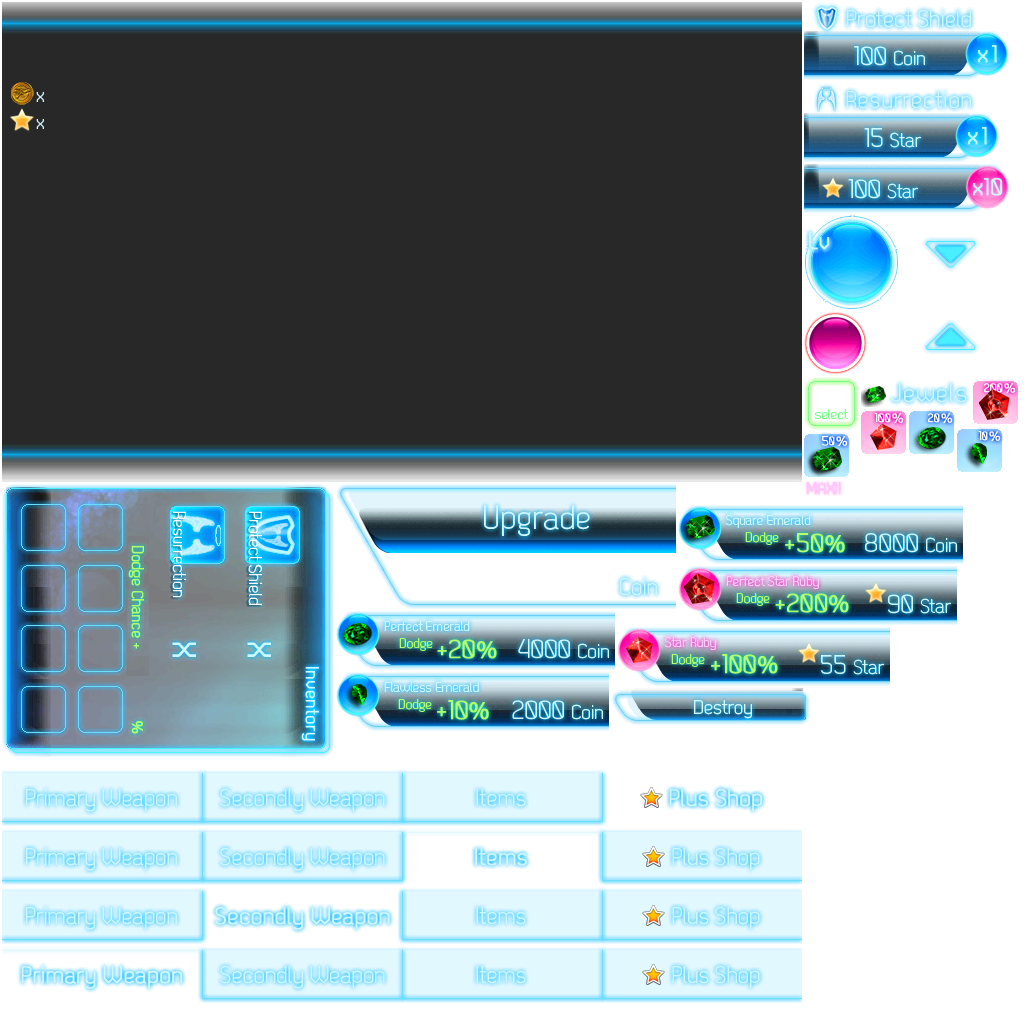 Protect Shield
100 Coin x1
Resurrection
15 Star x1
100 Star x10
x
x
Lv
select
Jewels
200%
100%
20%
50%
10%
MAX!!
Inventory
Protect Shield
x
Resurrection
x
Dodge Chance + %
Upgrade
Coin
Square Emerald
Dodge +50% 8000 Coin
Perfect Star Ruby
Dodge +200% 90 Star
Perfect Emerald
Dodge +20% 4000 Coin
Star Ruby
Dodge +100% 55 Star
Flawless Emerald
Dodge +10% 2000 Coin
Destroy
Primary Weapon Secondly Weapon Items Plus Shop
Primary Weapon Secondly Weapon Items Plus Shop
Primary Weapon Secondly Weapon Items Plus Shop
Primary Weapon Secondly Weapon Items Plus Shop